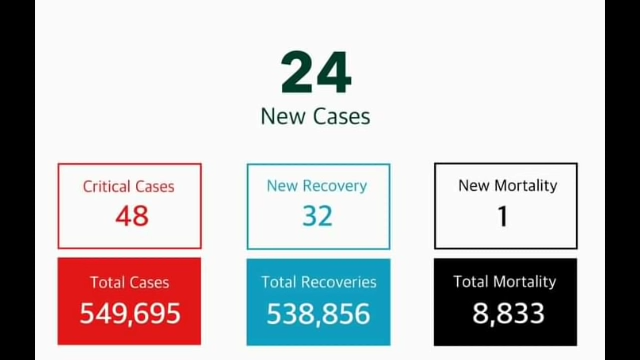 24
New Cases
Critical Cases
48
New Recovery
32
New Mortality
1
Total Cases
549,695
Total Recoveries
538,856
Total Mortality
8,833